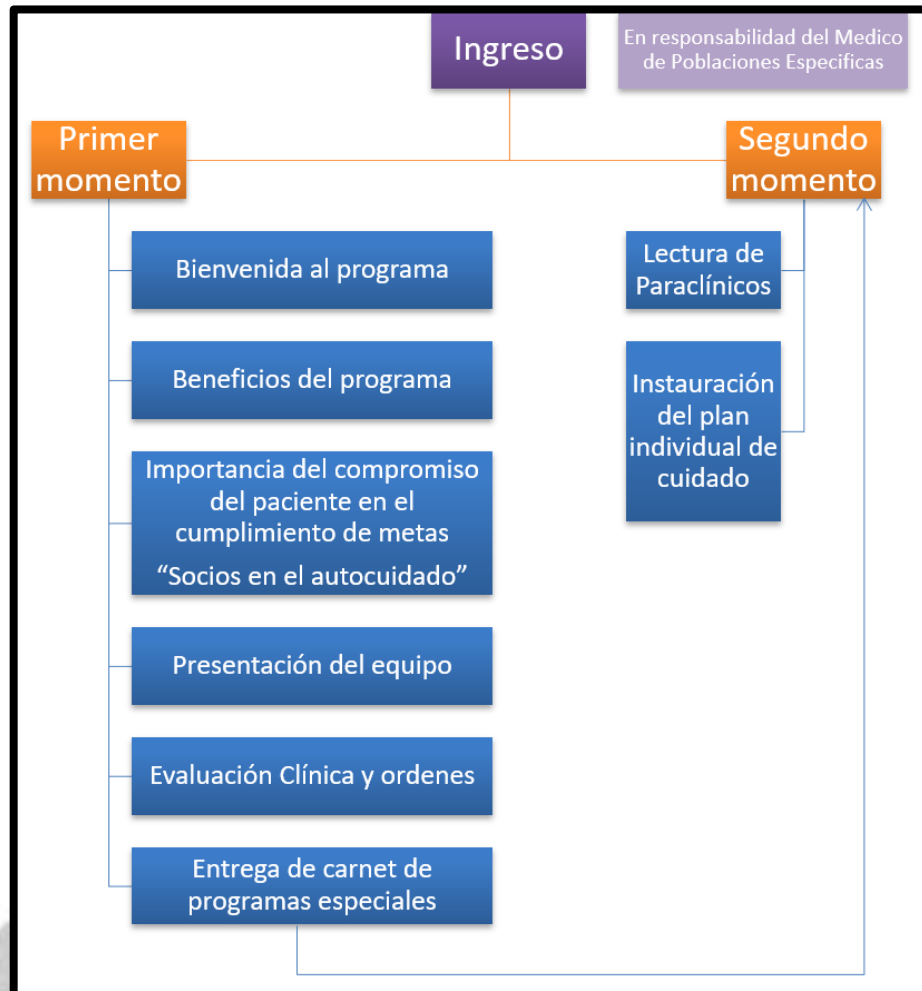 Ingreso
En responsabilidad del Medico
de Poblaciones Especificas
Primer
momento
Segundo
momento
Bienvenida al programa
Beneficios del programa
Importancia del compromiso
del paciente en el
cumplimiento de metas
“Socios en el autocuidado”
Presentación del equipo
Evaluación Clínica y ordenes
Entrega de carnet de
programas especiales
Lectura de
Paraclínicos
Instauración
del plan
individual de
cuidado